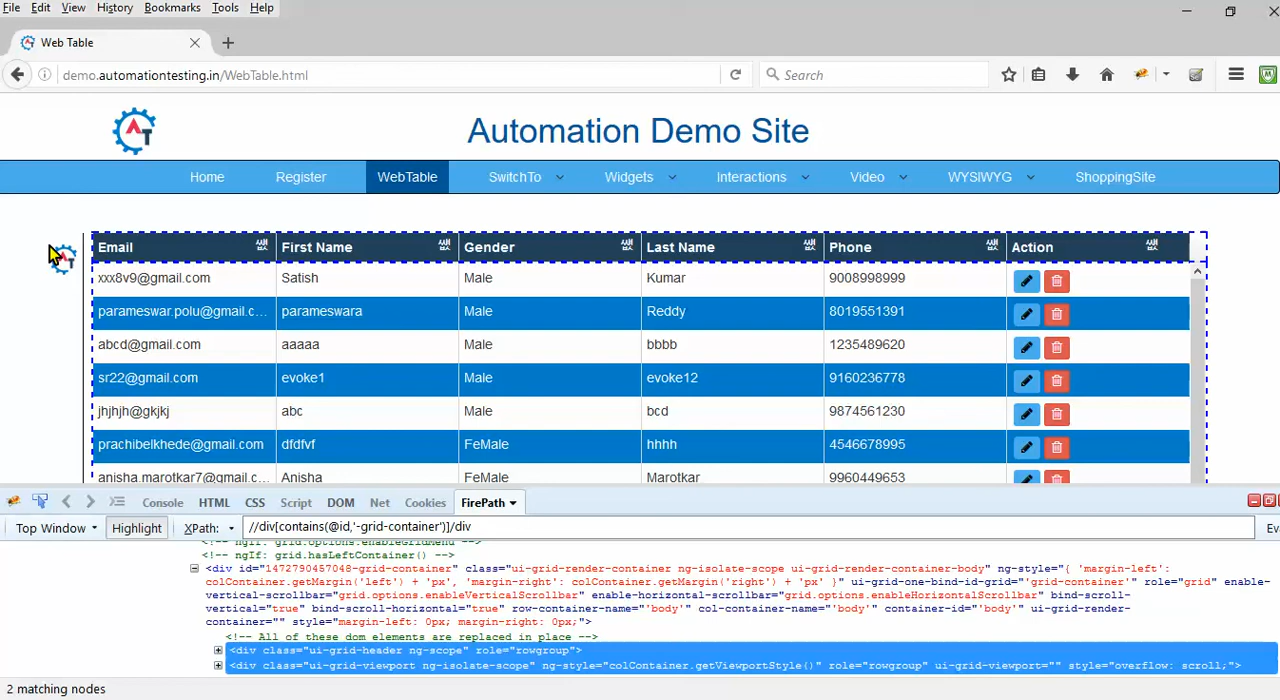 File Edit View History Bookmarks Tools Help
Web Table
demo.automationtesting.in/WebTable.html Search
Automation Demo Site
Home Register WebTable SwitchTo Widgets Interactions Video WYSIWYG ShoppingSite
Email First Name Gender Last Name Phone Action
xxx8v9@gmail.com Satish Male Kumar 9008998999
parameswar.polu@gmail.c... parameswara Male Reddy 8019551391
abcd@gmail.com aaaaa Male bbbb 1235489620
sr22@gmail.com evoke1 Male evoke12 9160236778
jhjhjh@gkjkj abc Male bcd 9874561230
prachibelkhede@gmail.com dfdfvf FeMale hhhh 4546678995
anisha.marotkar7@gmail.c... Anisha FeMale Marotkar 9960449653
Console HTML CSS Script DOM Net Cookies FirePath
Top Window Highlight XPath: //div[contains(@id,'-grid-container')]/div Eva
<!-- ngIf: grid.options.enableGridMenu -->
<!-- ngIf: grid.hasLeftContainer() -->
<div id="1472790457048-grid-container" class="ui-grid-render-container ng-isolate-scope ui-grid-render-container-body" ng-style="{ 'margin-left':
colContainer.getMargin('left') + 'px', 'margin-right': colContainer.getMargin('right') + 'px' }" ui-grid-one-bind-id-grid="'grid-container'" role="grid" enable-
vertical-scrollbar="grid.options.enableVerticalScrollbar" enable-horizontal-scrollbar="grid.options.enableHorizontalScrollbar" bind-scroll-
vertical="true" bind-scroll-horizontal="true" row-container-name="'body'" col-container-name="'body'" container-id="'body'" ui-grid-render-
container="" style="margin-left: 0px; margin-right: 0px;">
<!-- All of these dom elements are replaced in place -->
<div class="ui-grid-header ng-scope" role="rowgroup">
<div class="ui-grid-viewport ng-isolate-scope" ng-style="colContainer.getViewportStyle()" role="rowgroup" ui-grid-viewport="" style="overflow: scroll;">
2 matching nodes